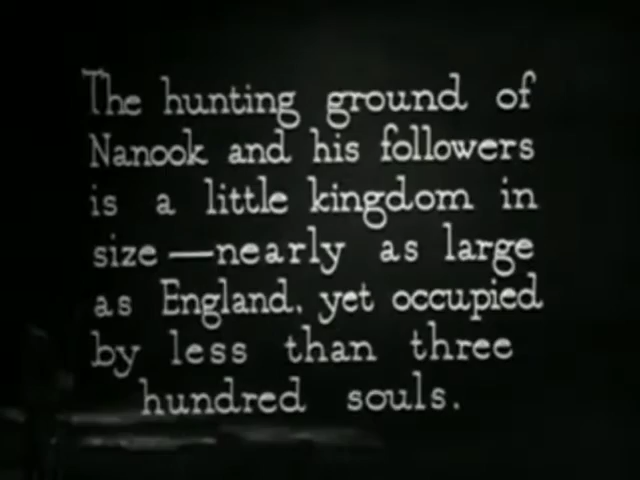 The hunting ground of
Nanook and his followers
is a little kingdom in
size—nearly as large
as England, yet occupied
by less than three
hundred souls.